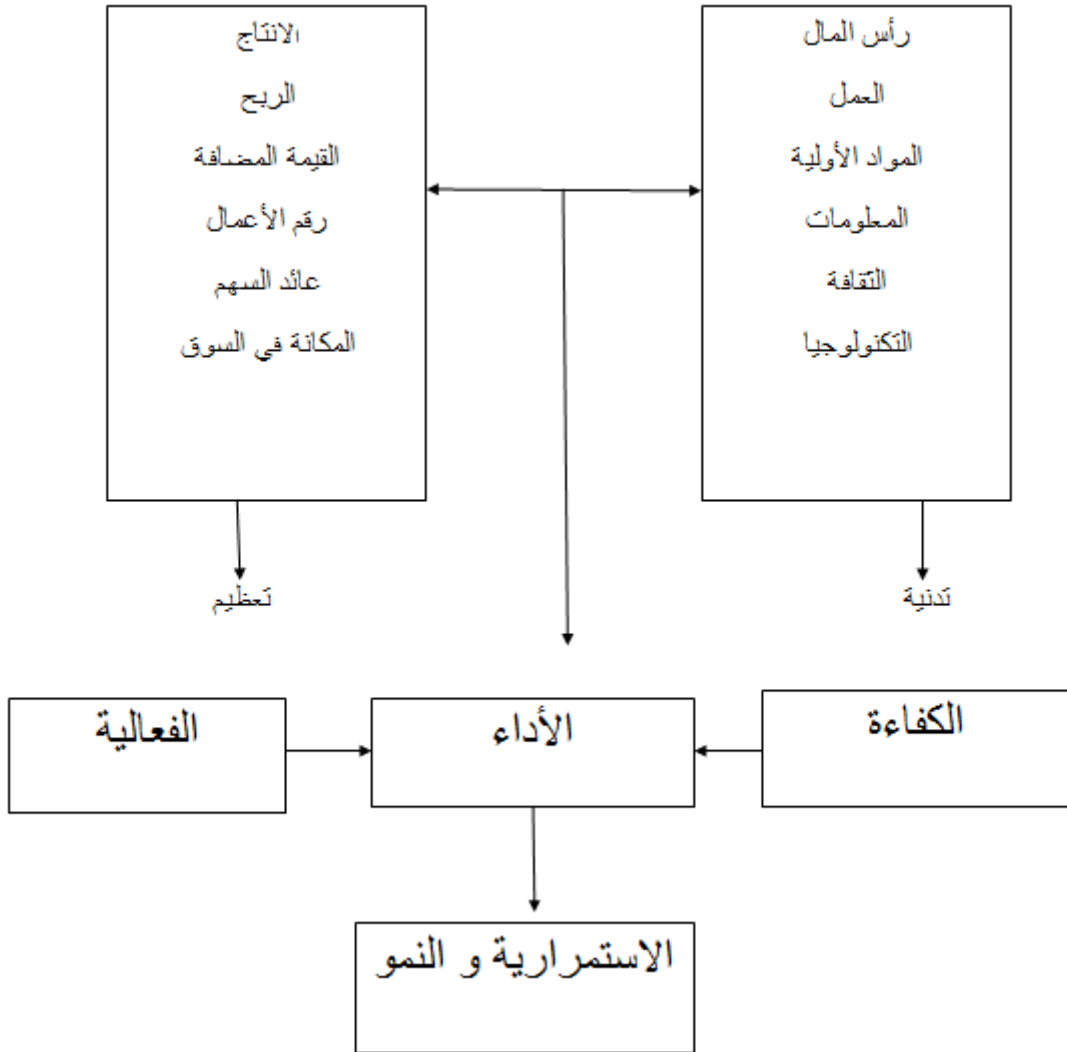 رأس المال
العمل
المواد الأولية
المعلومات
الثقافة
التكنولوجيا
تدنية
الانتاج
الربح
القيمة المضافة
رقم الأعمال
عائد السهم
المكانة في السوق
تعظيم
الكفاءة
الأداء
الفعالية
الاستمرارية و النمو